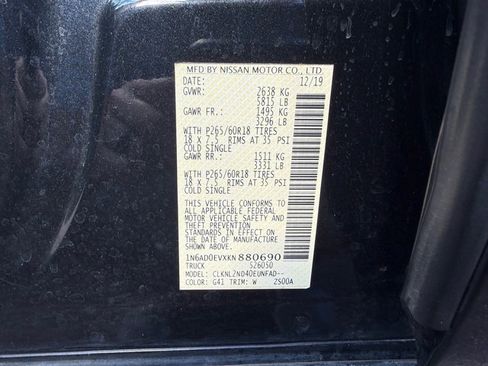 MFD BY NISSAN MOTOR CO., LTD.
DATE: 12/19
GVWR: 2638 KG
5815 LB
GAWR FR.: 1495 KG
3296 LB
WITH P265/60R18 TIRES
18 X 7.5 RIMS AT 35 PSI
COLD SINGLE
GAWR RR.: 1511 KG
3331 LB
WITH P265/60R18 TIRES
18 X 7.5 RIMS AT 35 PSI
COLD SINGLE
THIS VEHICLE CONFORMS TO
ALL APPLICABLE FEDERAL
MOTOR VEHICLE SAFETY AND
THEFT PREVENTION
STANDARDS IN EFFECT ON
THE DATE OF MANUFACTURE
SHOWN ABOVE.
1N6AD0EVXKN880690
TRUCK S26050
MODEL: CLKNL2N040EUNFAD--
COLOR: G41 TRIM: W 2S00A